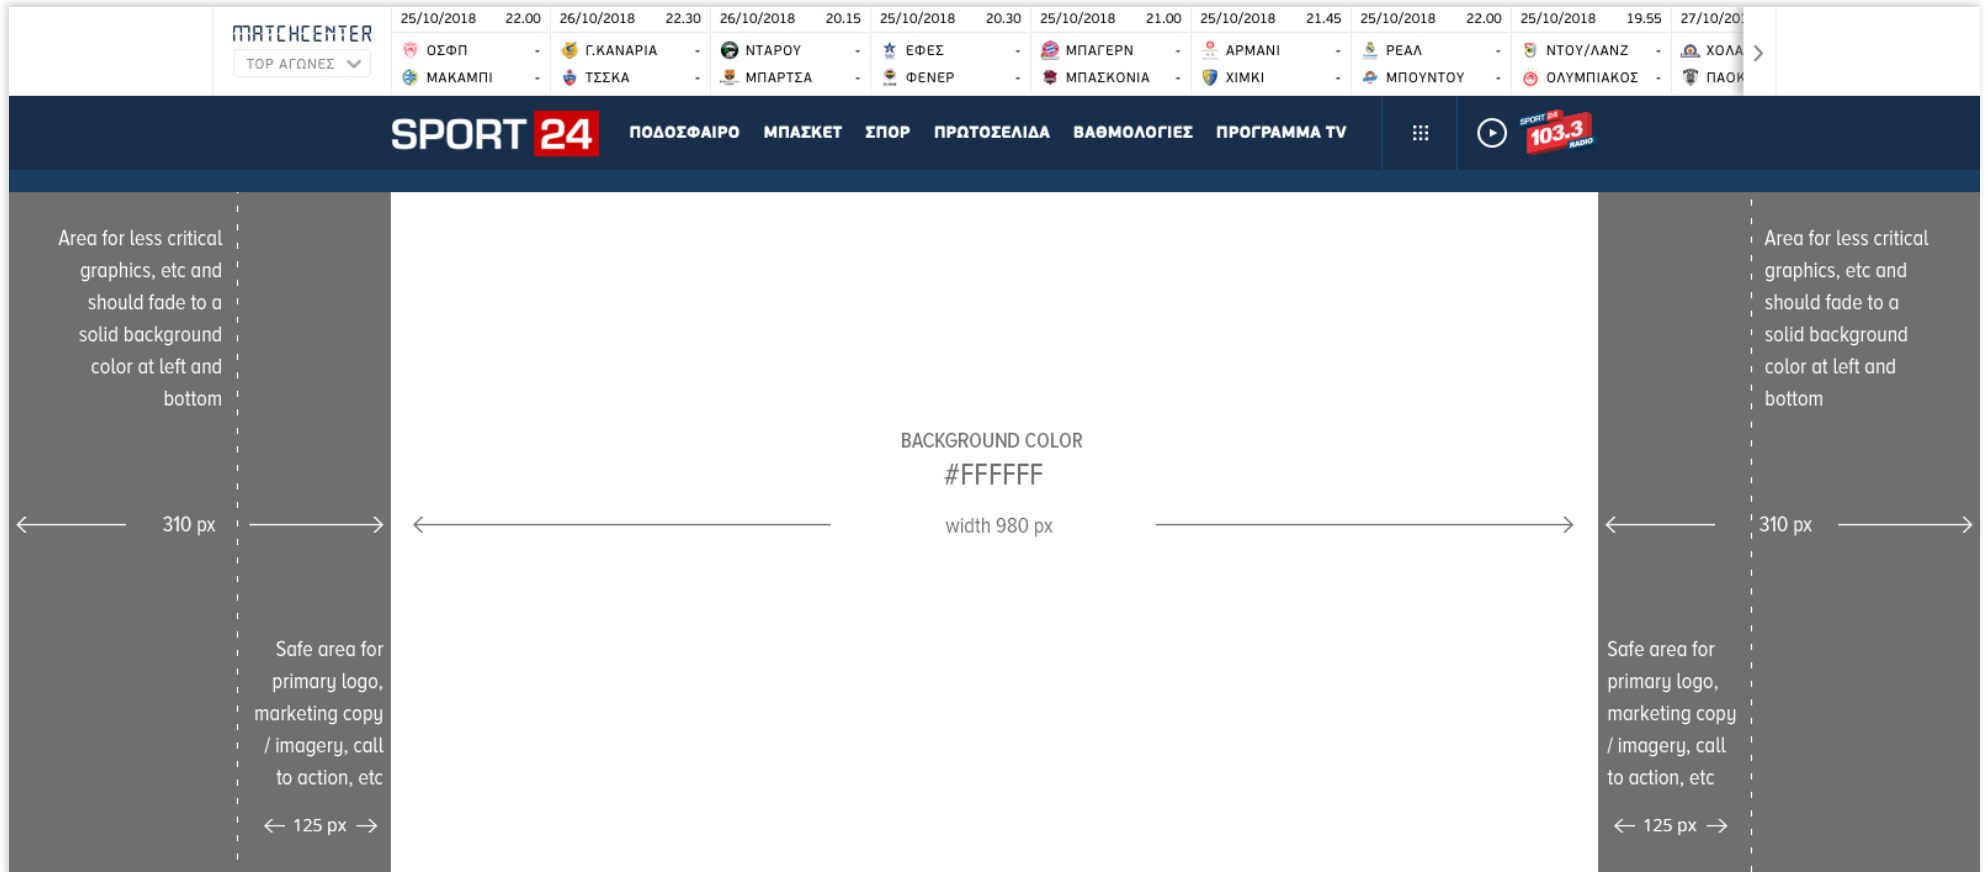 MATCHCENTER
TOP ΑΓΩΝΕΣ
25/10/2018 22.00
ΟΣΦΠ -
ΜΑΚΑΜΠΙ -
26/10/2018 22.30
Γ.ΚΑΝΑΡΙΑ -
ΤΣΣΚΑ -
26/10/2018 20.15
ΝΤΑΡΟΥ -
ΜΠΑΡΤΣΑ -
25/10/2018 20.30
ΕΦΕΣ -
ΦΕΝΕΡ -
25/10/2018 21.00
ΜΠΑΓΕΡΝ -
ΜΠΑΣΚΟΝΙΑ -
25/10/2018 21.45
ΑΡΜΑΝΙ -
ΧΙΜΚΙ -
25/10/2018 22.00
ΡΕΑΛ -
ΜΠΟΥΝΤΟΥ -
25/10/2018 19.55
ΝΤΟΥ/ΛΑΝΖ -
ΟΛΥΜΠΙΑΚΟΣ -
27/10/20
ΧΟΛΑ
ΠΑΟΚ
SPORT 24 ΠΟΔΟΣΦΑΙΡΟ ΜΠΑΣΚΕΤ ΣΠΟΡ ΠΡΩΤΟΣΕΛΙΔΑ ΒΑΘΜΟΛΟΓΙΕΣ ΠΡΟΓΡΑΜΜΑ TV
SPORT 24
103.3
RADIO
Area for less critical
graphics, etc and
should fade to a
solid background
color at left and
bottom
310 px
Safe area for
primary logo,
marketing copy
/ imagery, call
to action, etc
125 px
BACKGROUND COLOR
#FFFFFF
width 980 px
Area for less critical
graphics, etc and
should fade to a
solid background
color at left and
bottom
310 px
Safe area for
primary logo,
marketing copy
/ imagery, call
to action, etc
125 px